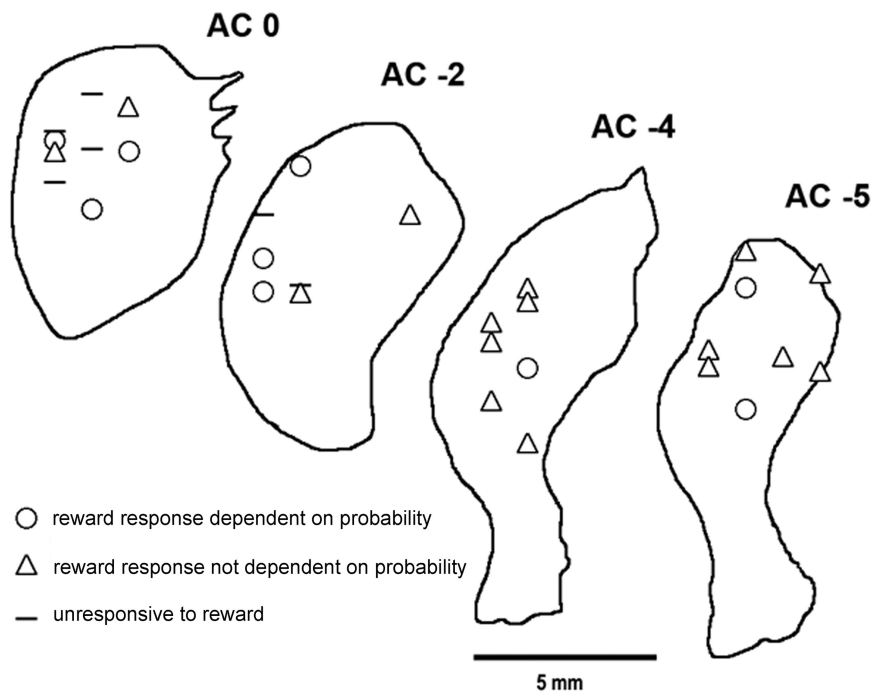 AC 0
AC -2
AC -4
AC -5
reward response dependent on probability
reward response not dependent on probability
unresponsive to reward
5 mm